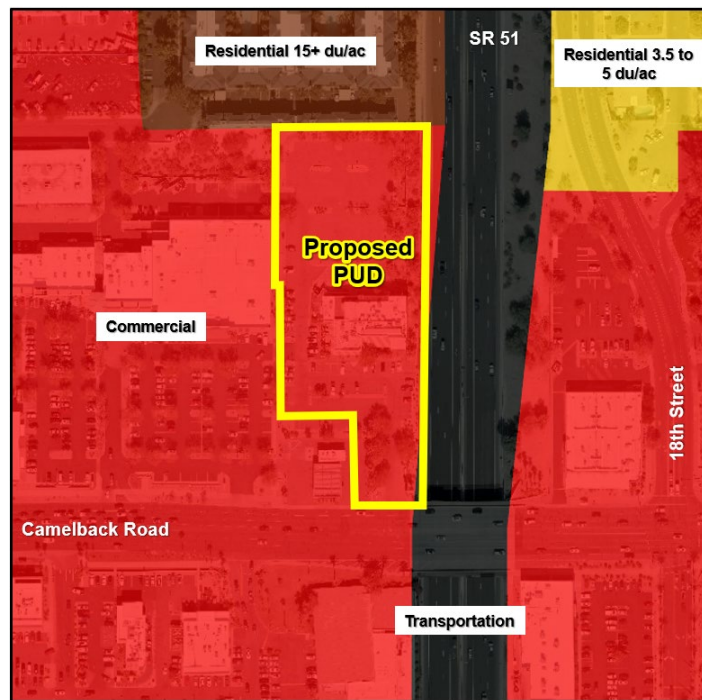 Residential 15+ du/ac
SR 51
Residential 3.5 to
5 du/ac
Proposed
PUD
Commercial
18th Street
Camelback Road
Transportation